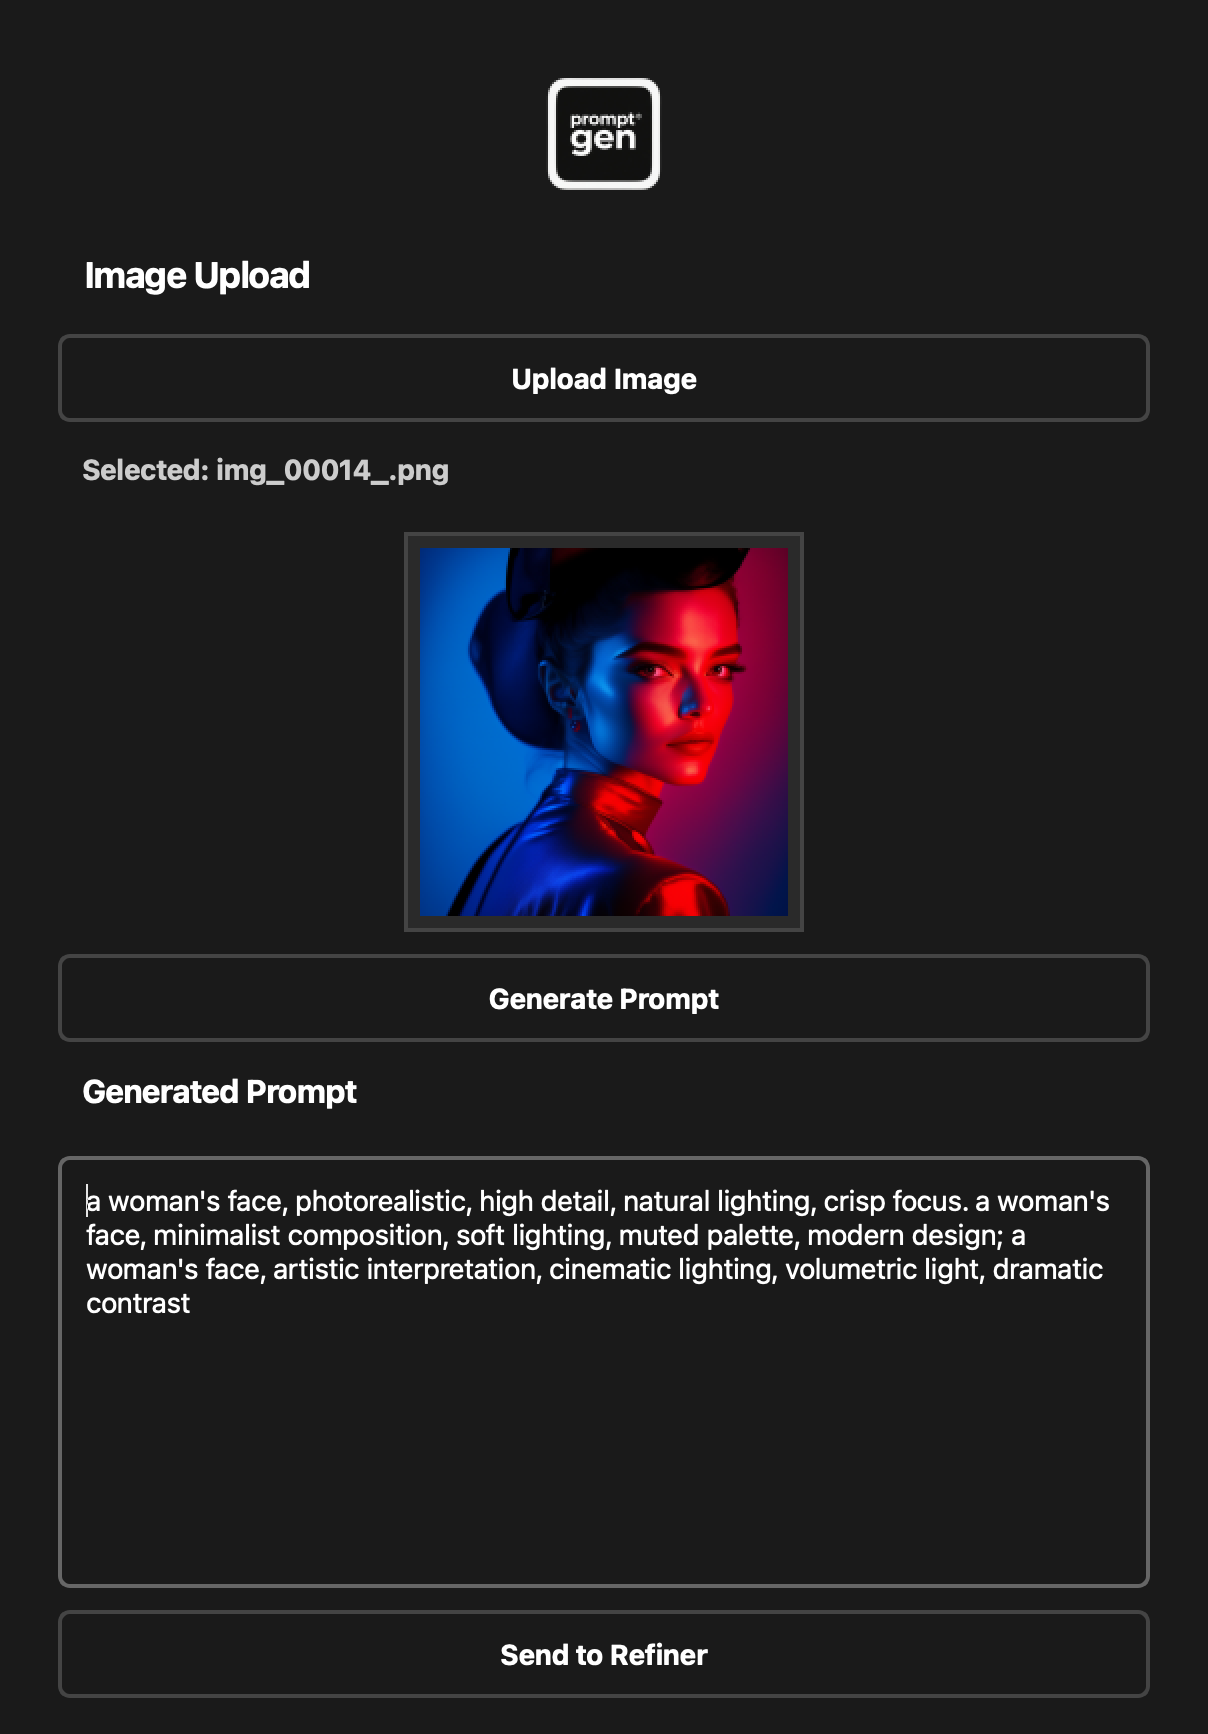 prompt®
gen
Image Upload
Upload Image
Selected: img_00014_.png
Generate Prompt
Generated Prompt
a woman's face, photorealistic, high detail, natural lighting, crisp focus. a woman's
face, minimalist composition, soft lighting, muted palette, modern design; a
woman's face, artistic interpretation, cinematic lighting, volumetric light, dramatic
contrast
Send to Refiner